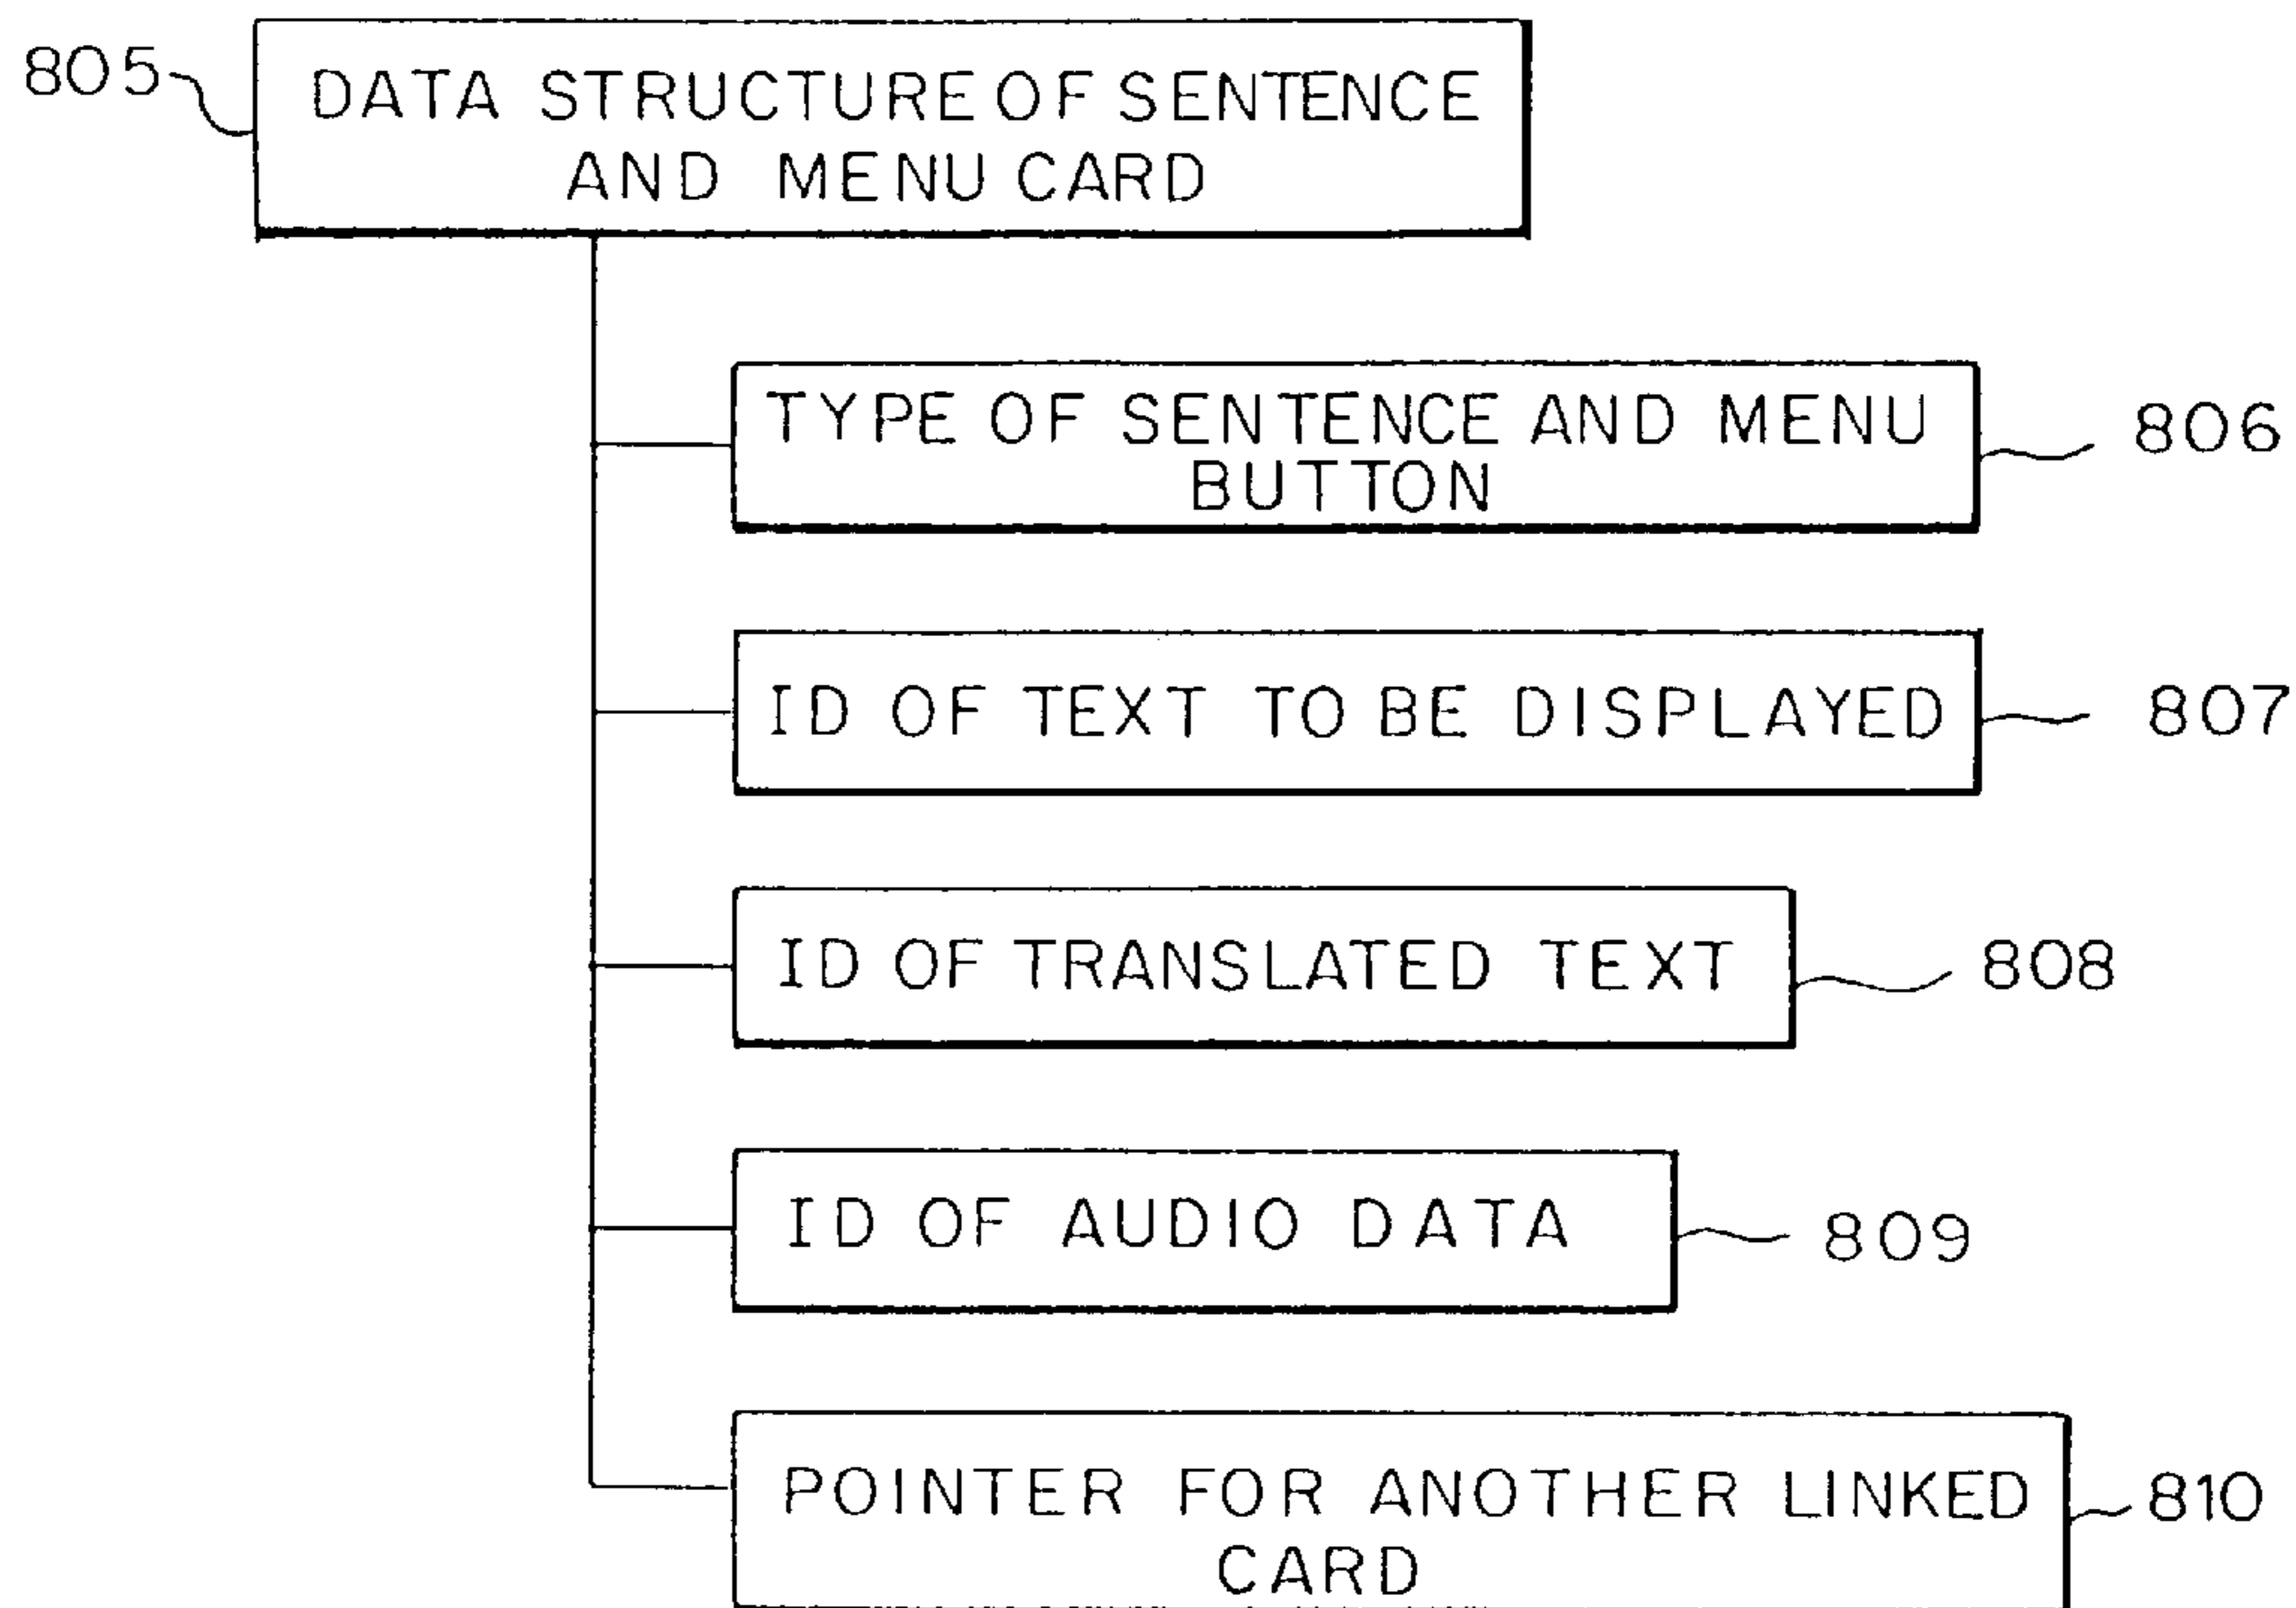 805 DATA STRUCTURE OF SENTENCE
AND MENU CARD
TYPE OF SENTENCE AND MENU
BUTTON
806
ID OF TEXT TO BE DISPLAYED 807
ID OF TRANSLATED TEXT 808
ID OF AUDIO DATA 809
POINTER FOR ANOTHER LINKED
CARD
810